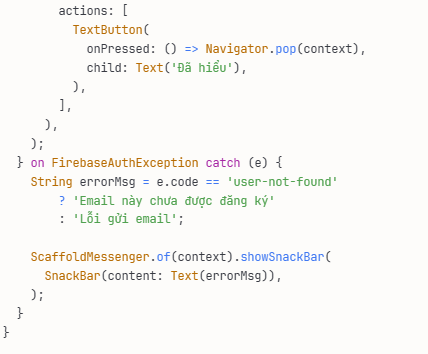 actions: [
TextButton(
onPressed: () => Navigator.pop(context),
child: Text('Đã hiểu'),
),
],
),
);
} on FirebaseAuthException catch (e) {
String errorMsg = e.code == 'user-not-found'
? 'Email này chưa được đăng ký'
: 'Lỗi gửi email';
ScaffoldMessenger.of(context).showSnackBar(
SnackBar(content: Text(errorMsg)),
);
}
}